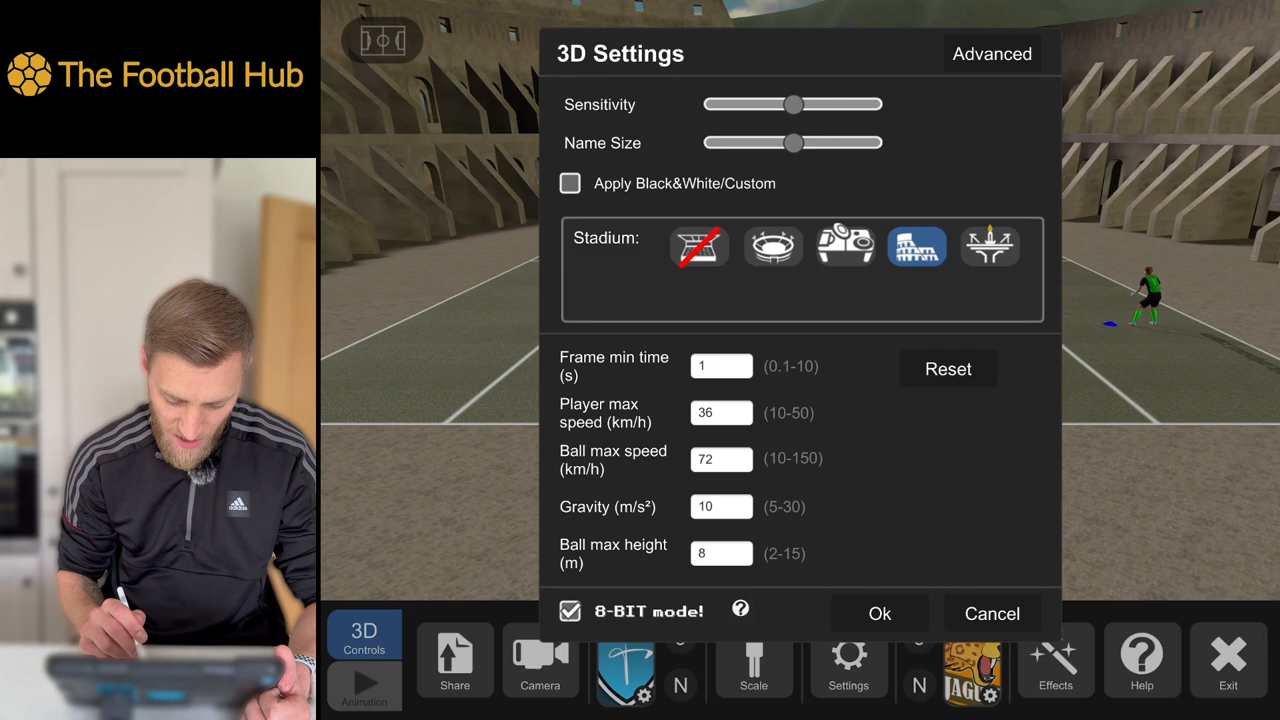 The Football Hub
3D Settings
Advanced
Sensitivity
Name Size
Apply Black&White/Custom
Stadium:
Frame min time
(s)
1
(0.1-10)
Reset
Player max
speed (km/h)
36
(10-50)
Ball max speed
(km/h)
72
(10-150)
Gravity (m/s²)
10
(5-30)
Ball max height
(m)
8
(2-15)
8-BIT mode!
?
Ok
Cancel
3D
Controls
Animation
Share
Camera
N
Scale
Settings
N
JAGU
Effects
?
Help
Exit
adidas